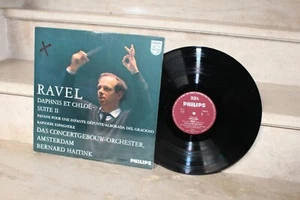 PHILIPS
RAVEL
DAPHNIS ET CHLOÉ
SUITE II
PAVANE POUR UNE INFANTE DÉFUNTE/ALBORADA DEL GRACIOSO
RAPSODIE ESPAGNOLE
DAS CONCERTGEBOUW-ORCHESTER,
AMSTERDAM
BERNARD HAITINK
PHILIPS
PHILIPS